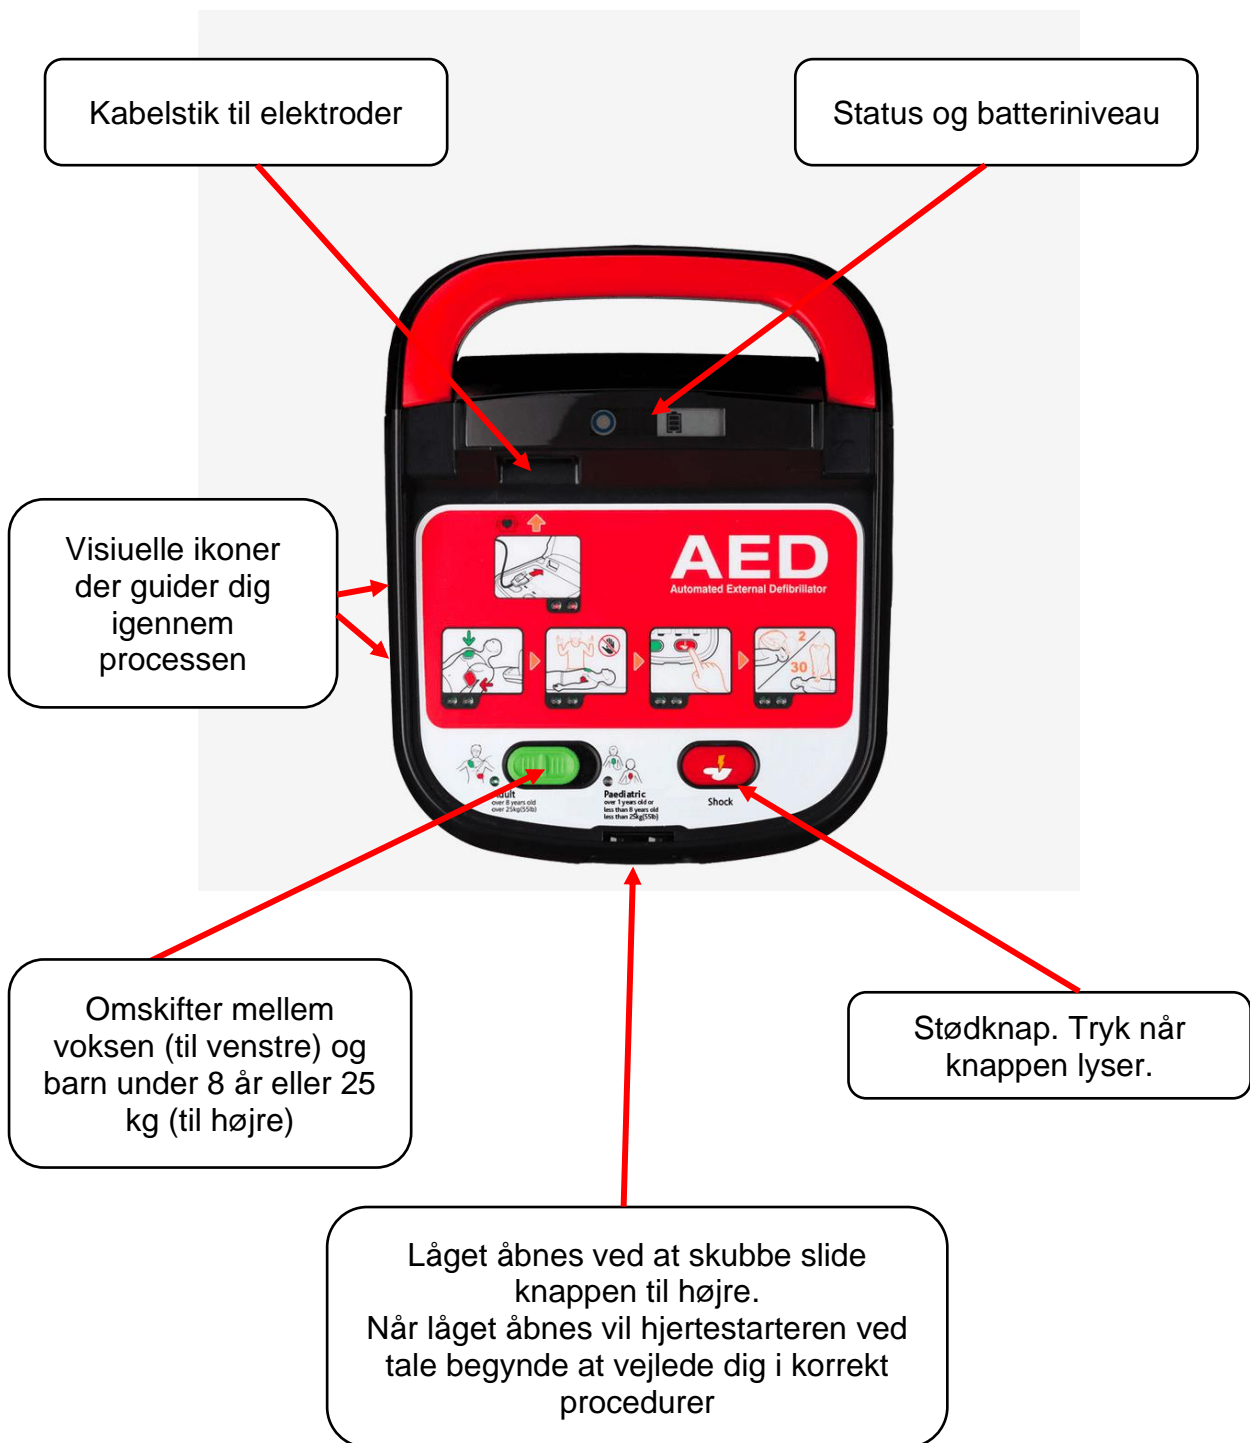 Kabelstik til elektroder
Status og batteriniveau
Visiuelle ikoner
der guider dig
igennem
processen
AED
Automated External Defibrillator
2
30
Adult
over 8 years old
over 25kg(55lb)
Paediatric
over 1 years old or
less than 8 years old
less than 25kg(55lb)
Shock
Omskifter mellem
voksen (til venstre) og
barn under 8 år eller 25
kg (til højre)
Stødknap. Tryk når
knappen lyser.
Låget åbnes ved at skubbe slide
knappen til højre.
Når låget åbnes vil hjertestarteren ved
tale begynde at vejlede dig i korrekt
procedurer